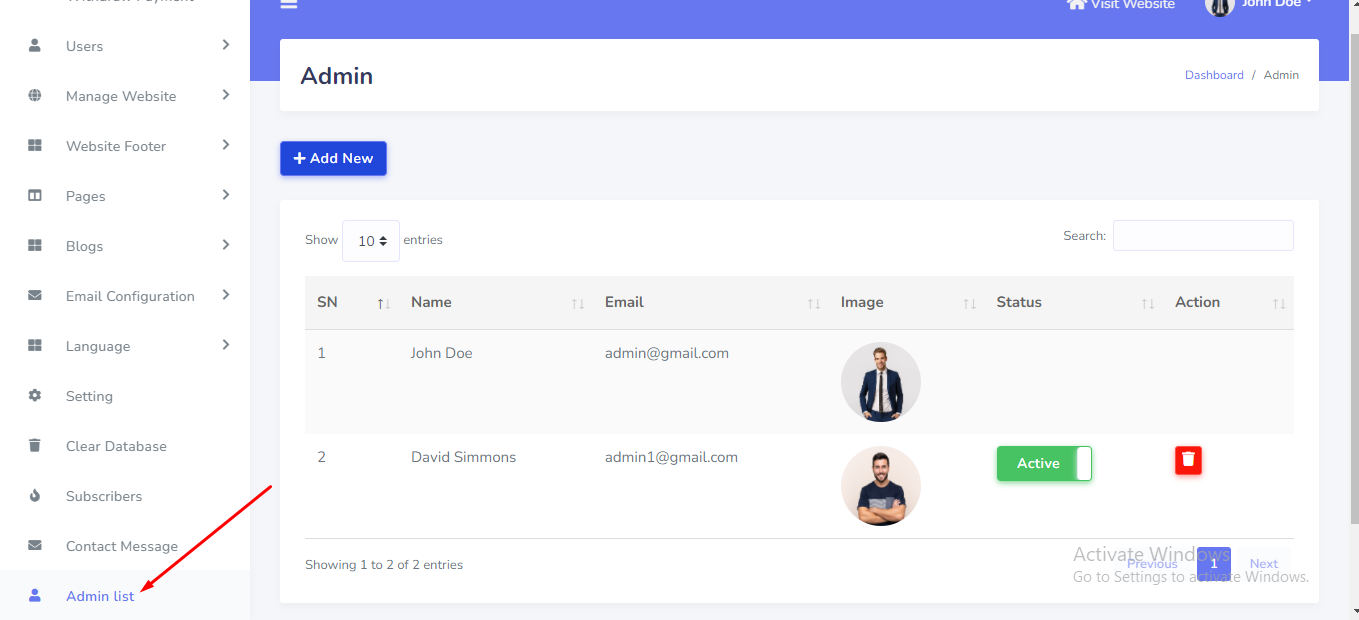 Withdraw Payment
Visit Website
John Doe
Users
Manage Website
Website Footer
Pages
Blogs
Email Configuration
Language
Setting
Clear Database
Subscribers
Contact Message
Admin list
Admin
Dashboard / Admin
+ Add New
Show 10 entries
Search:
SN Name Email Image Status Action
1 John Doe admin@gmail.com
2 David Simmons admin1@gmail.com Active
Showing 1 to 2 of 2 entries
Previous 1 Next
Activate Windows
Go to Settings to activate Windows.